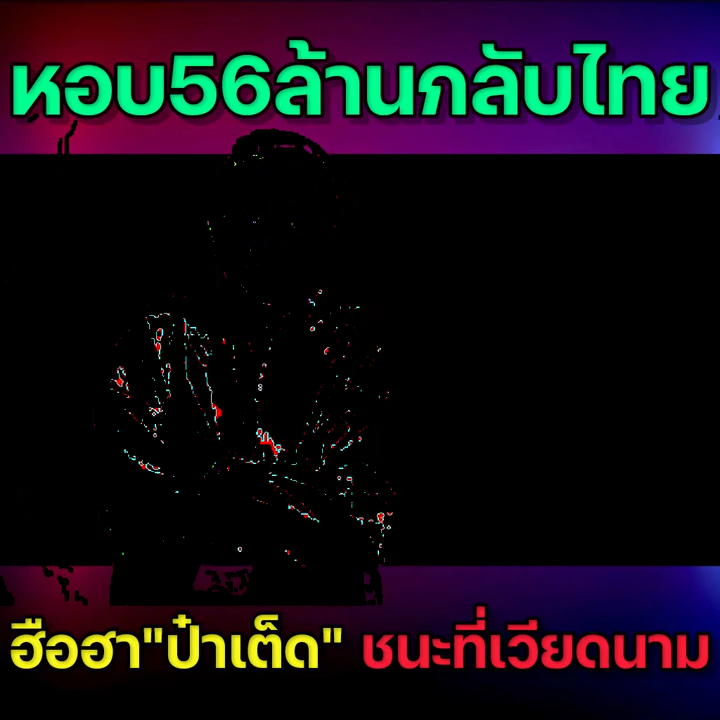 หอบ56ล้านกลับไทย
ฮือฮา"ป๋าเต็ด" ชนะที่เวียดนาม